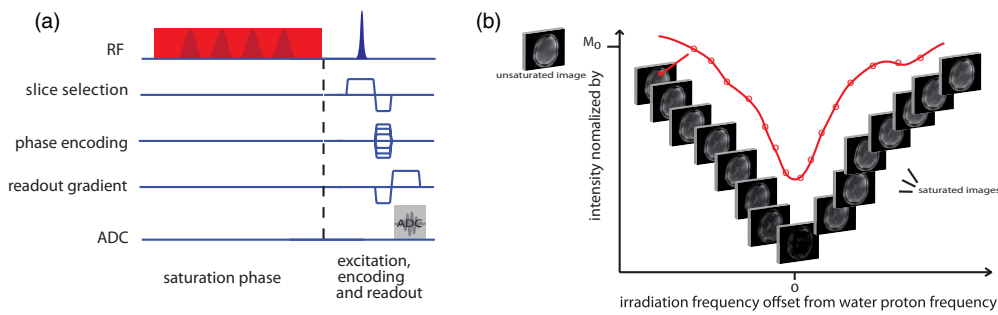 (a)
RF
slice selection
phase encoding
readout gradient
ADC
ADC
saturation phase
excitation,
encoding
and readout
(b)
unsaturated image
M0
intensity nomalized by
saturated images
0
irradiation frequency offset from water proton frequency